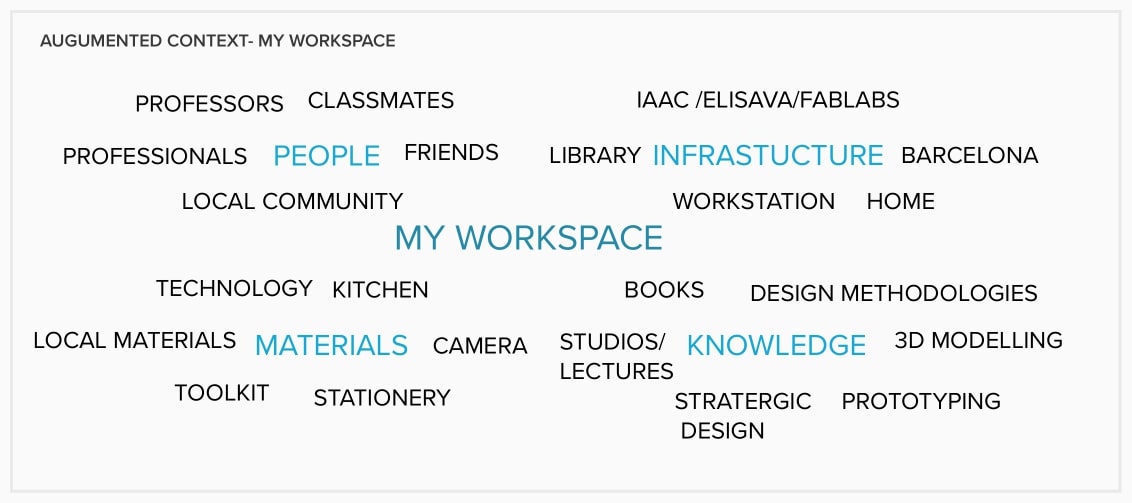 AUGUMENTED CONTEXT- MY WORKSPACE
PROFESSORS CLASSMATES
PROFESSIONALS PEOPLE FRIENDS
LOCAL COMMUNITY
IAAC /ELISAVA/FABLABS
LIBRARY INFRASTUCTURE BARCELONA
WORKSTATION HOME
MY WORKSPACE
TECHNOLOGY KITCHEN
LOCAL MATERIALS MATERIALS CAMERA
TOOLKIT STATIONERY
BOOKS DESIGN METHODOLOGIES
STUDIOS/
LECTURES
KNOWLEDGE 3D MODELLING
STRATERGIC
DESIGN
PROTOTYPING